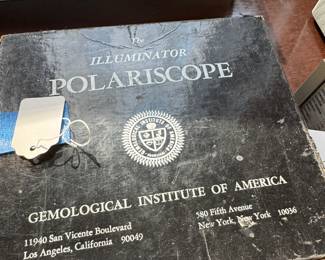 The
ILLUMINATOR
POLARISCOPE
GEMOLOGICAL INSTITUTE OF AMERICA
11940 San Vicente Boulevard
Los Angeles, California 90049
580 Fifth Avenue
New York, New York 10036